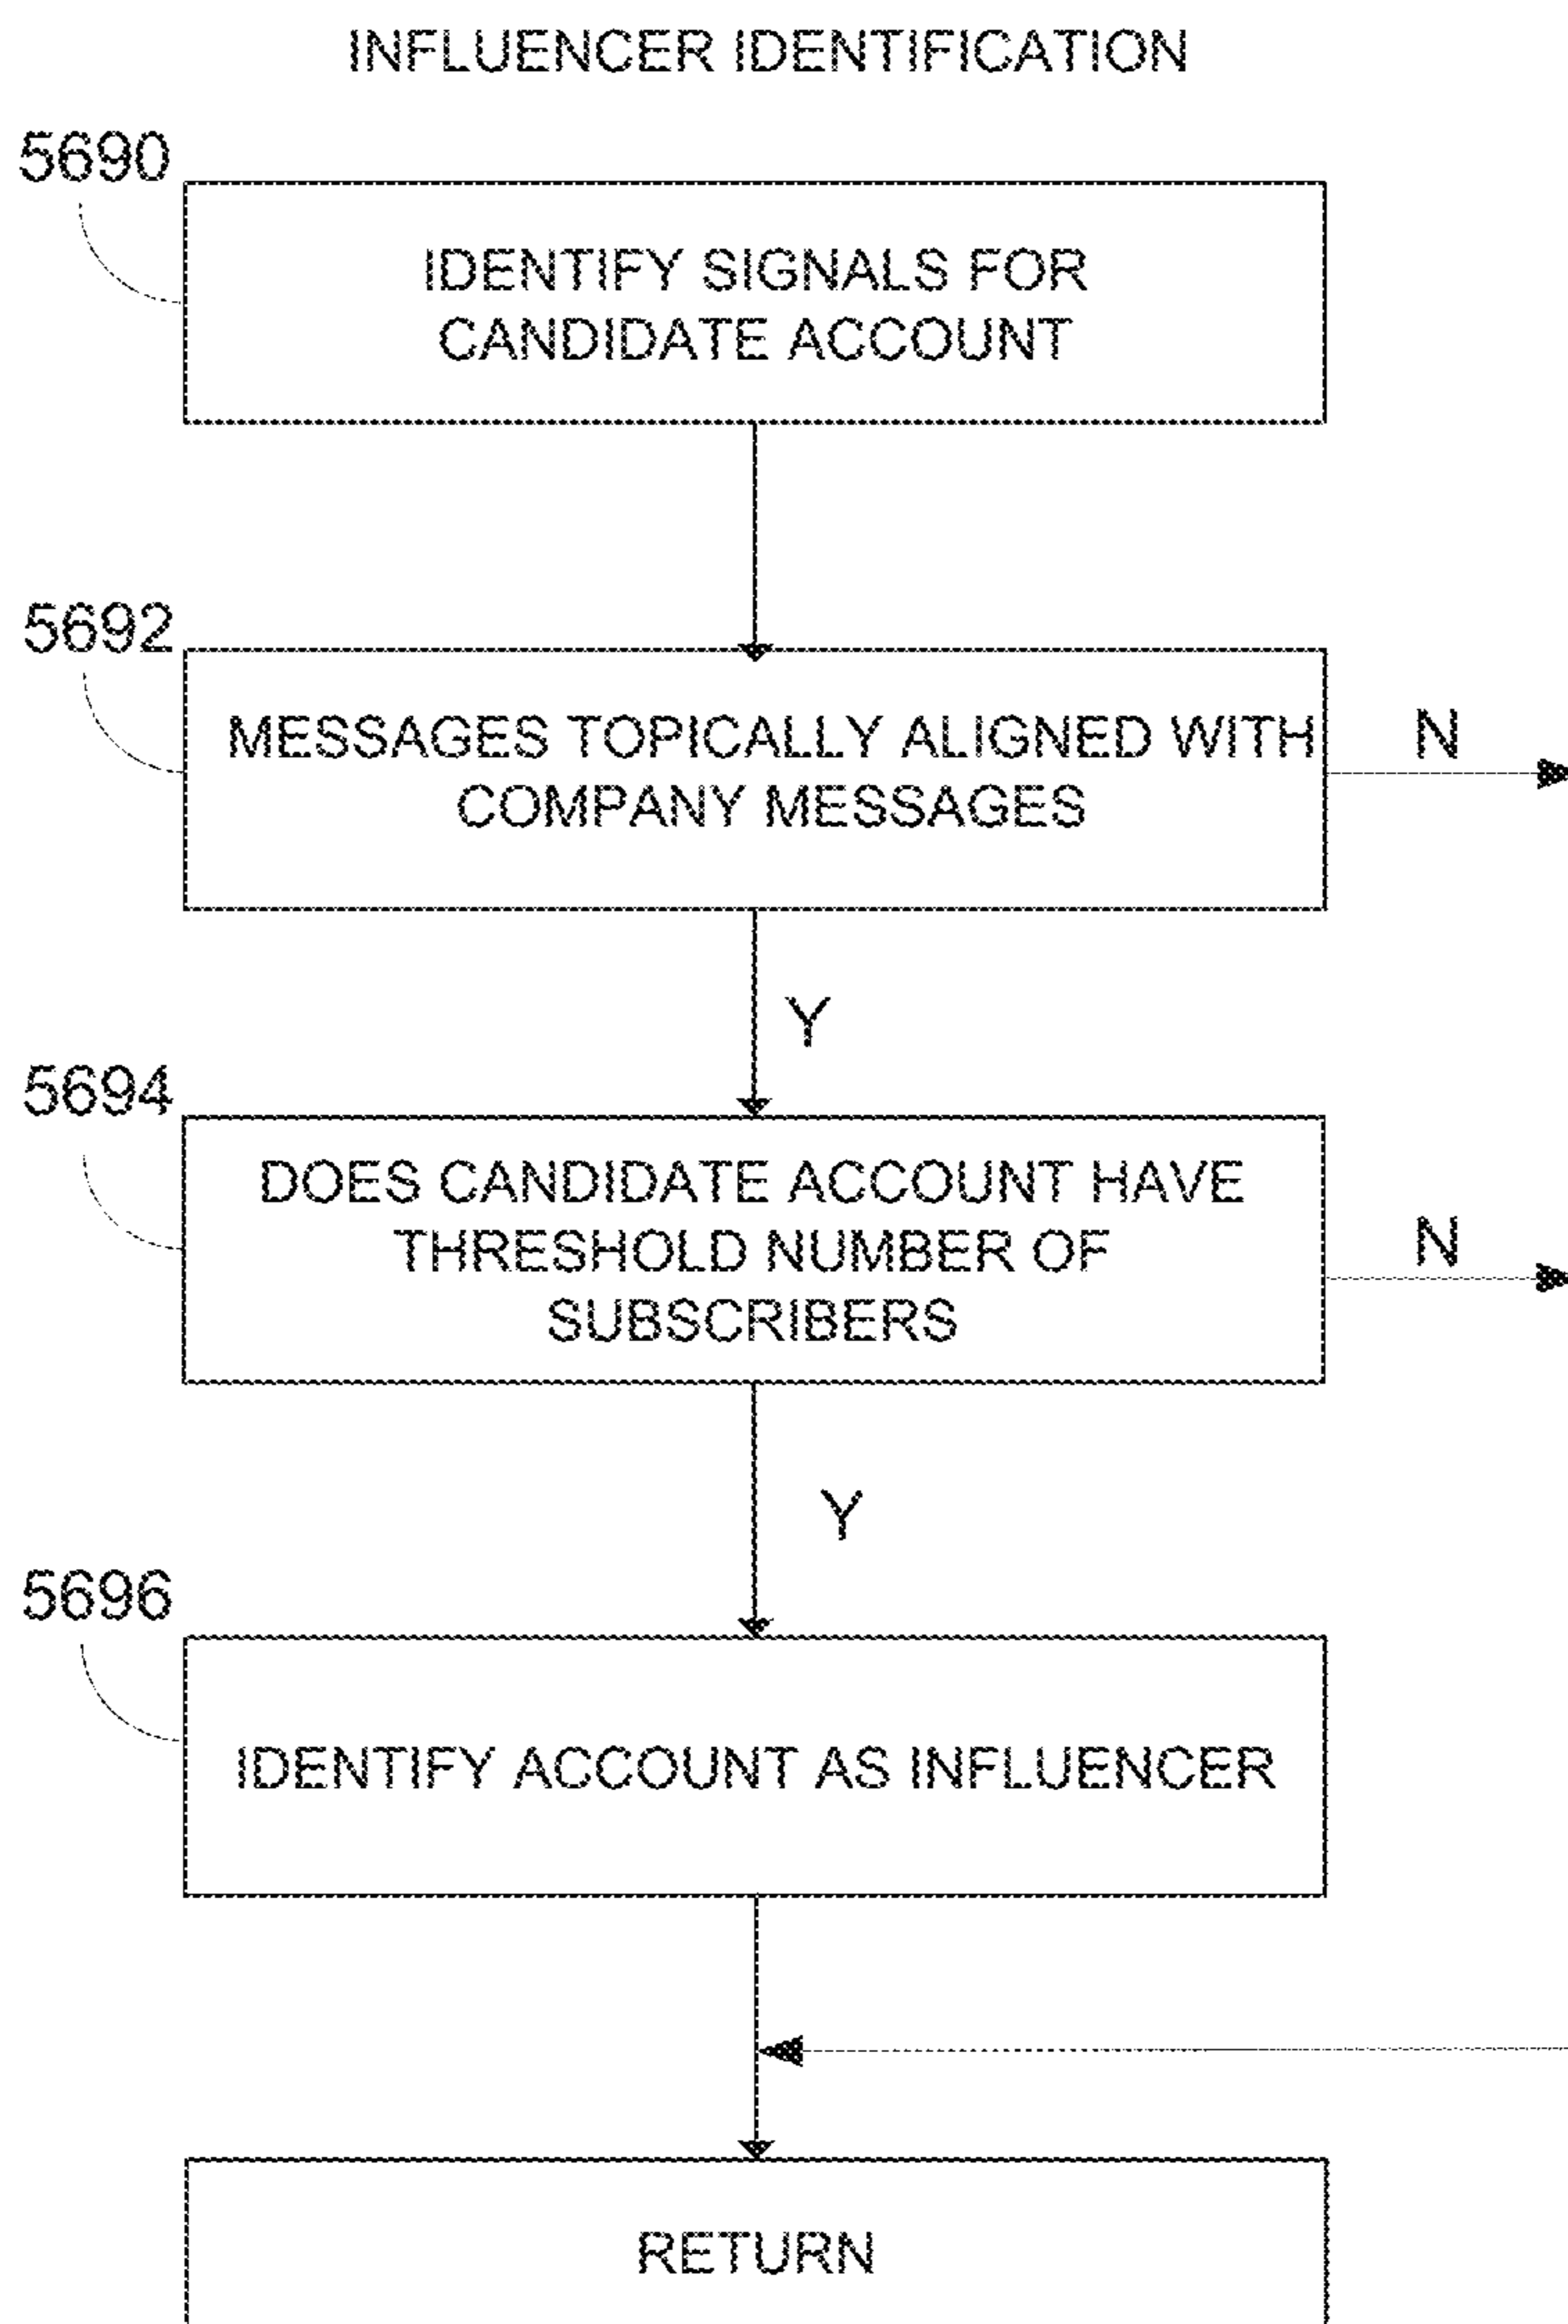 INFLUENCER IDENTIFICATION
5690
IDENTIFY SIGNALS FOR
CANDIDATE ACCOUNT
5692
MESSAGES TOPICALLY ALIGNED WITH
COMPANY MESSAGES
N
Y
5694
DOES CANDIDATE ACCOUNT HAVE
THRESHOLD NUMBER OF
SUBSCRIBERS
N
Y
5696
IDENTIFY ACCOUNT AS INFLUENCER
RETURN